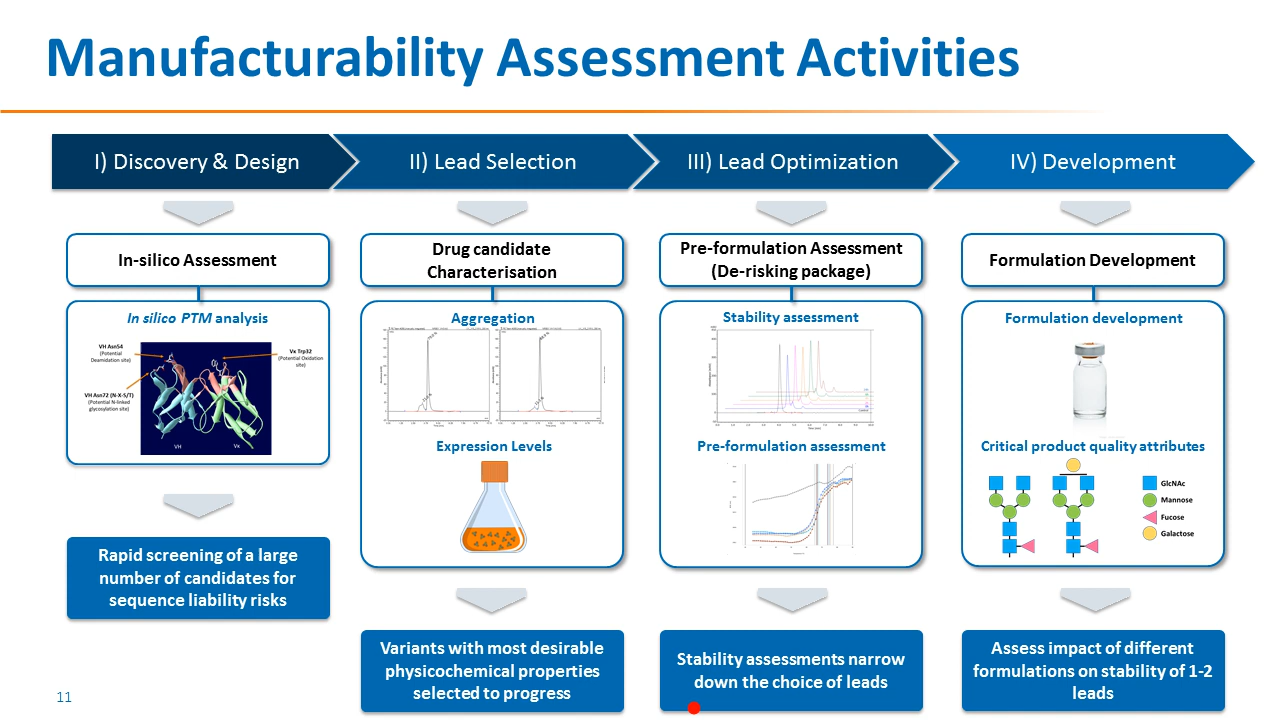 Manufacturability Assessment Activities
I) Discovery & Design
II) Lead Selection
III) Lead Optimization
IV) Development
In-silico Assessment
In silico PTM analysis
VH Asn54
(Potential
Deamidation site)
Vκ Trp32
(Potential Oxidation
site)
VH Asn72 (N-X-S/T)
(Potential N-linked
glycosylation site)
VH
Vκ
Rapid screening of a large
number of candidates for
sequence liability risks
Drug candidate
Characterisation
Aggregation
Expression Levels
Variants with most desirable
physicochemical properties
selected to progress
Pre-formulation Assessment
(De-risking package)
Stability assessment
Pre-formulation assessment
Stability assessments narrow
down the choice of leads
Formulation Development
Formulation development
Critical product quality attributes
GlcNAc
Mannose
Fucose
Galactose
Assess impact of different
formulations on stability of 1-2
leads
11